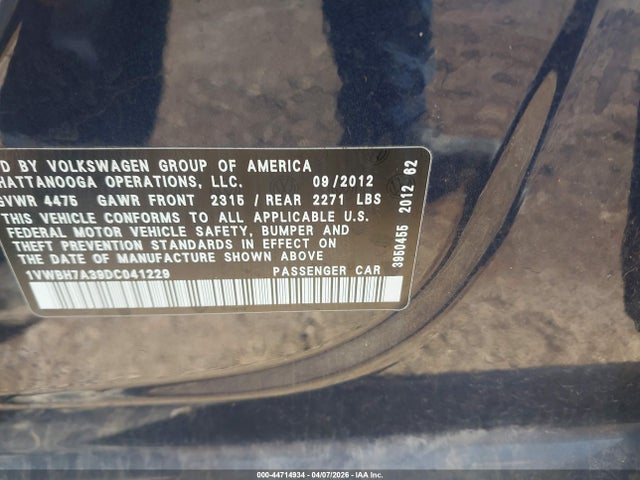 D BY VOLKSWAGEN GROUP OF AMERICA
HATTANOOGA OPERATIONS, LLC. 09/2012
GVWR 4475 GAWR FRONT 2315 / REAR 2271 LBS
THIS VEHICLE CONFORMS TO ALL APPLICABLE U.S.
FEDERAL MOTOR VEHICLE SAFETY, BUMPER AND
THEFT PREVENTION STANDARDS IN EFFECT ON
THE DATE OF MANUFACTURE SHOWN ABOVE
1VWBH7A39DC041229 PASSENGER CAR
3950455 2012 62
000-44714934 | 04/07/2026 | IAA Inc.